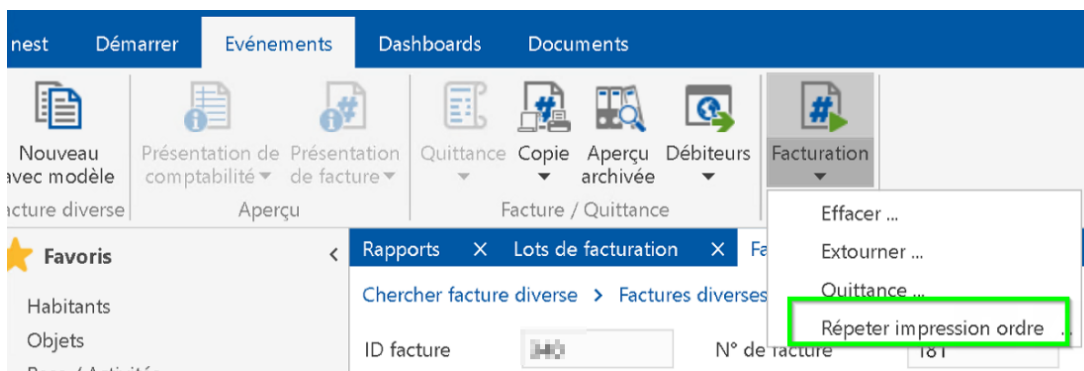 nest Démarrer Evénements Dashboards Documents
Nouveau avec modèle
Présentation de comptabilité
Présentation de facture
Quittance
Copie
Aperçu archivée
Débiteurs
Facturation
acture diverse
Aperçu
Facture / Quittance
Effacer ...
Extourner ...
Quittance ...
Répeter impression ordre ...
Favoris
Rapports X Lots de facturation X Fa
Chercher facture diverse > Factures diverses
Habitants
Objets
ID facture
N° de facture 181